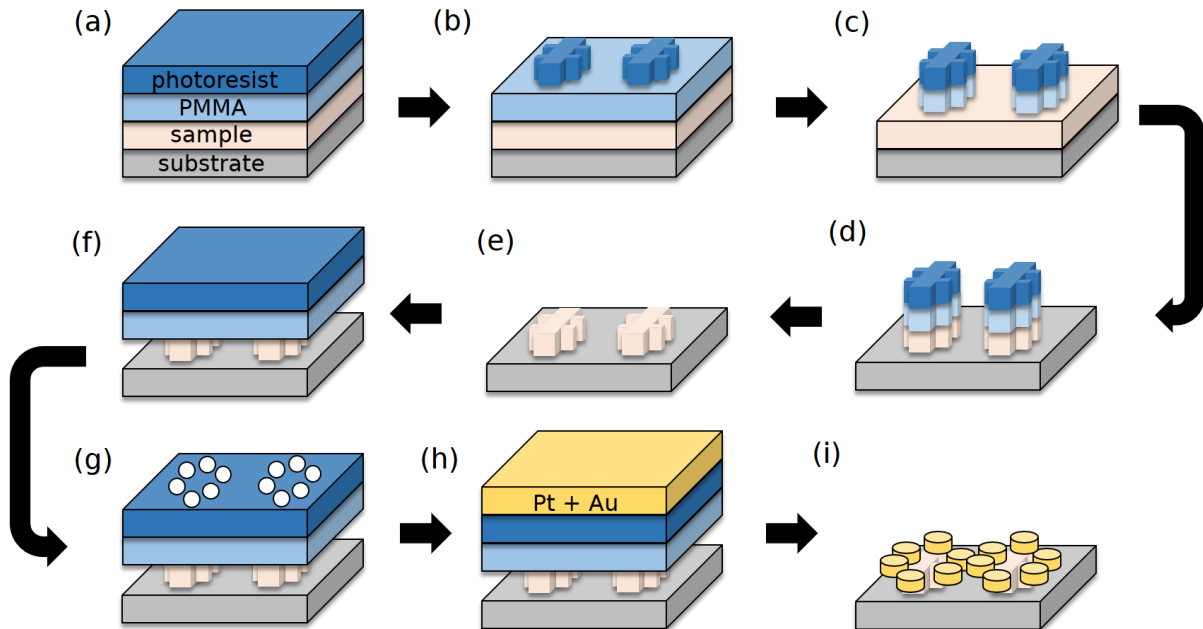 (a)
photoresist
PMMA
sample
substrate
(b)
(c)
(f)
(e)
(d)
(g)
(h)
Pt + Au
(i)